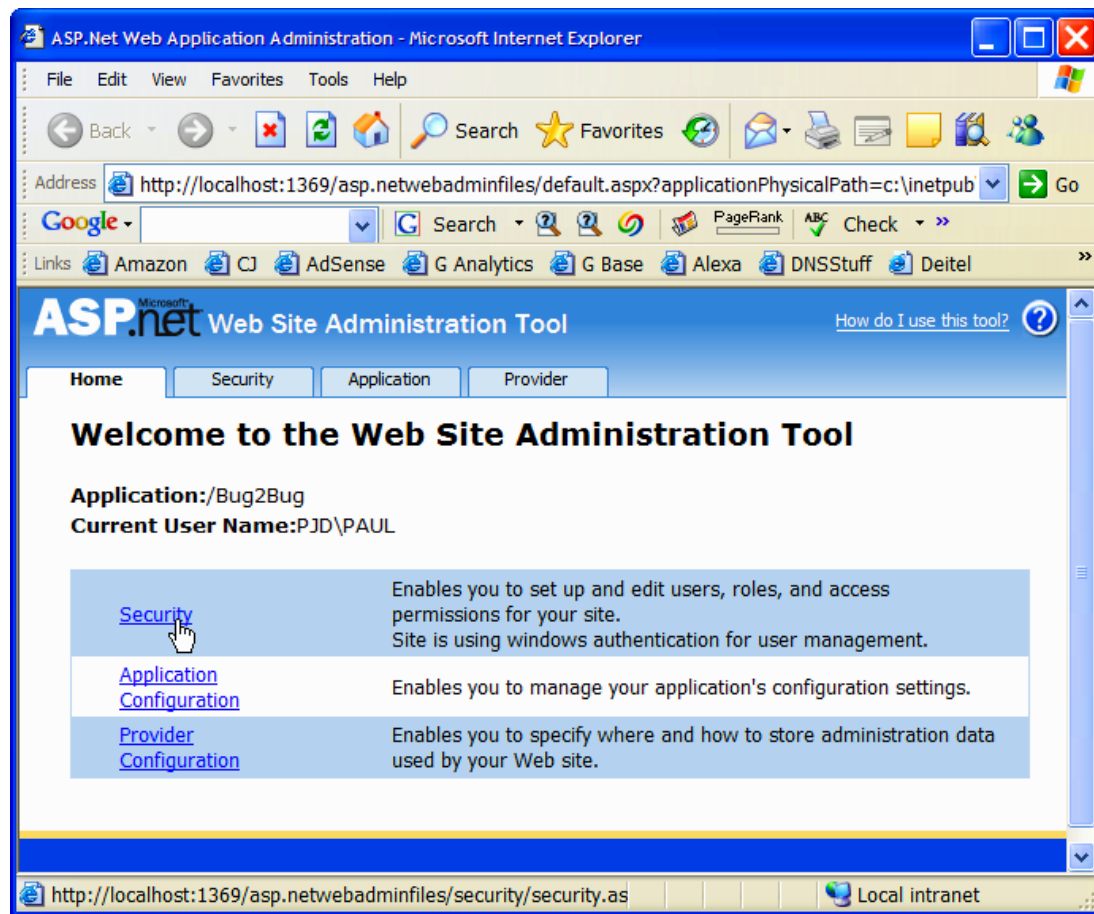 ASP.Net Web Application Administration - Microsoft Internet Explorer
File Edit View Favorites Tools Help
Back Search Favorites
Address http://localhost:1369/asp.netwebadminfiles/default.aspx?applicationPhysicalPath=c:\inetpub Go
Google G Search PageRank ABC Check »
Links Amazon CJ AdSense G Analytics G Base Alexa DNSStuff Deitel »
Microsoft ASP.net Web Site Administration Tool How do I use this tool? ?
Home Security Application Provider
Welcome to the Web Site Administration Tool
Application:/Bug2Bug
Current User Name:PJD\PAUL
Security
Enables you to set up and edit users, roles, and access
permissions for your site.
Site is using windows authentication for user management.
Application
Configuration
Enables you to manage your application's configuration settings.
Provider
Configuration
Enables you to specify where and how to store administration data
used by your Web site.
http://localhost:1369/asp.netwebadminfiles/security/security.as Local intranet